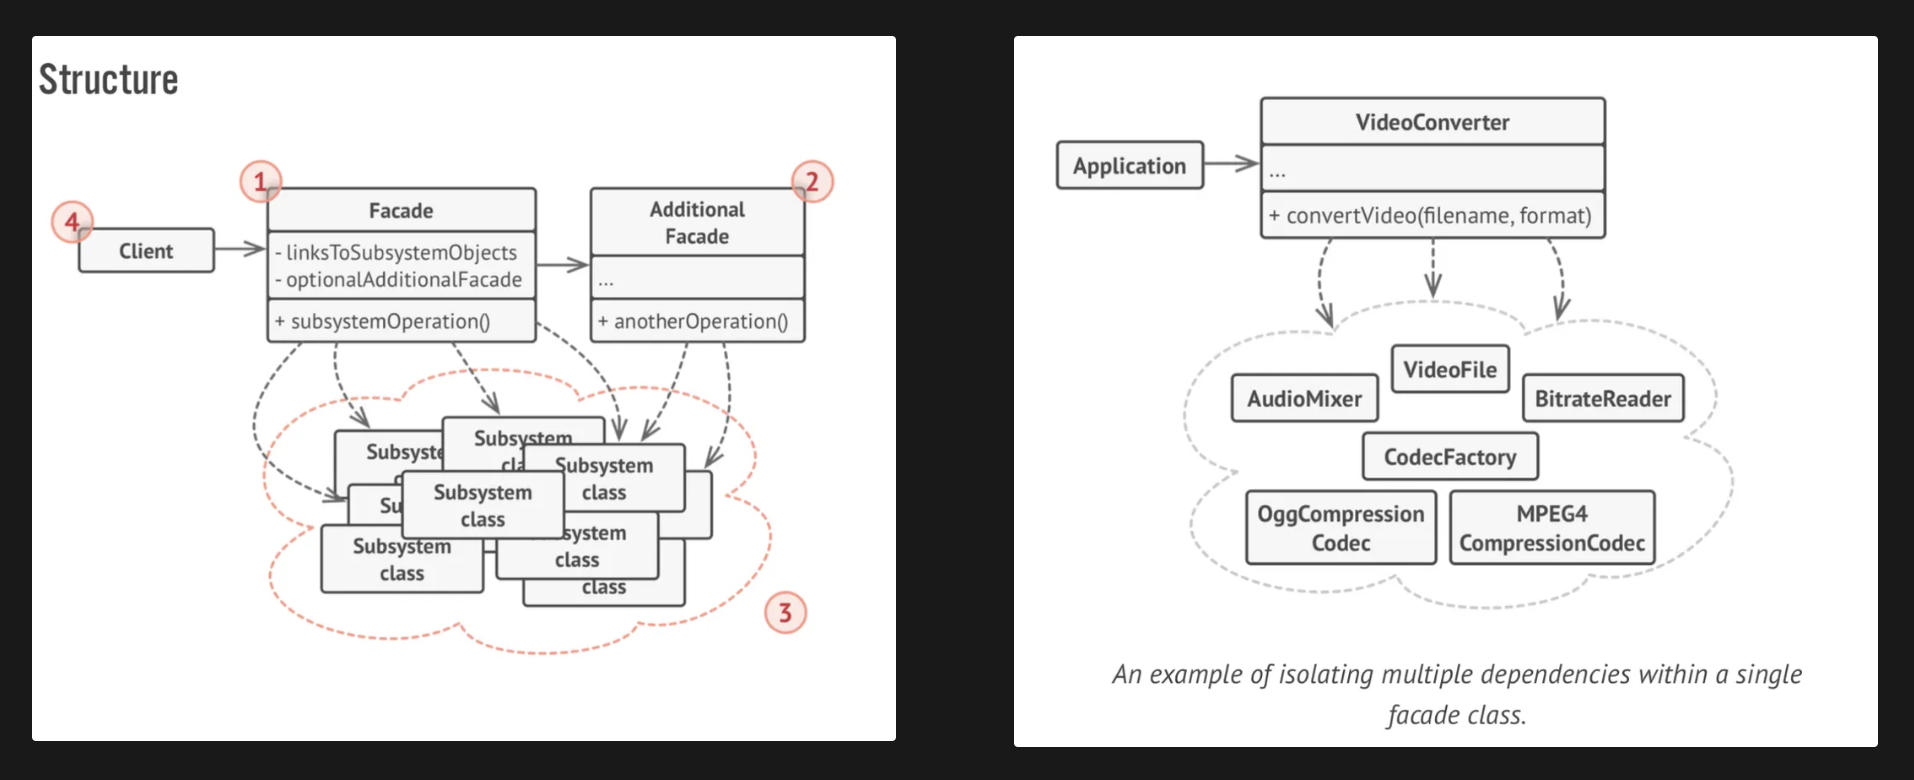 Structure
1
2
4
Client
Facade
- linksToSubsystemObjects
- optionalAdditionalFacade
+ subsystemOperation()
Additional
Facade
...
+ anotherOperation()
Subsyste
Subsystem
cla
Subsystem
class
Su
Subsystem
class
Subsystem
class
system
class
class
3
Application
VideoConverter
...
+ convertVideo(filename, format)
VideoFile
AudioMixer
BitrateReader
CodecFactory
OggCompression
Codec
MPEG4
CompressionCodec
An example of isolating multiple dependencies within a single
facade class.